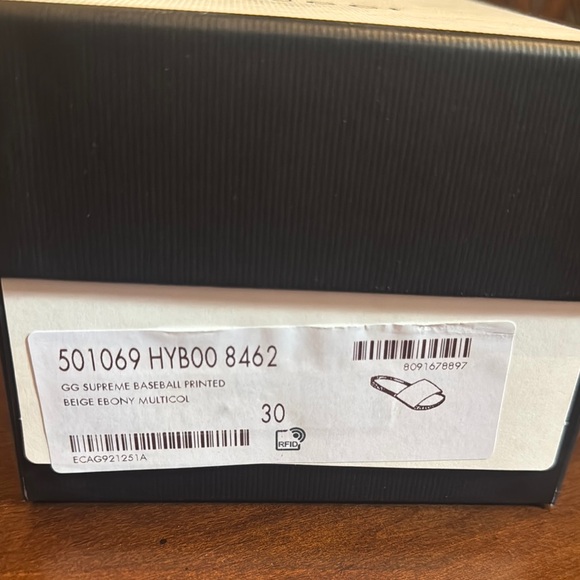 501069 HYB00 8462
8091678897
GG SUPREME BASEBALL PRINTED
BEIGE EBONY MULTICOL
30
RFID
ECAG921251A